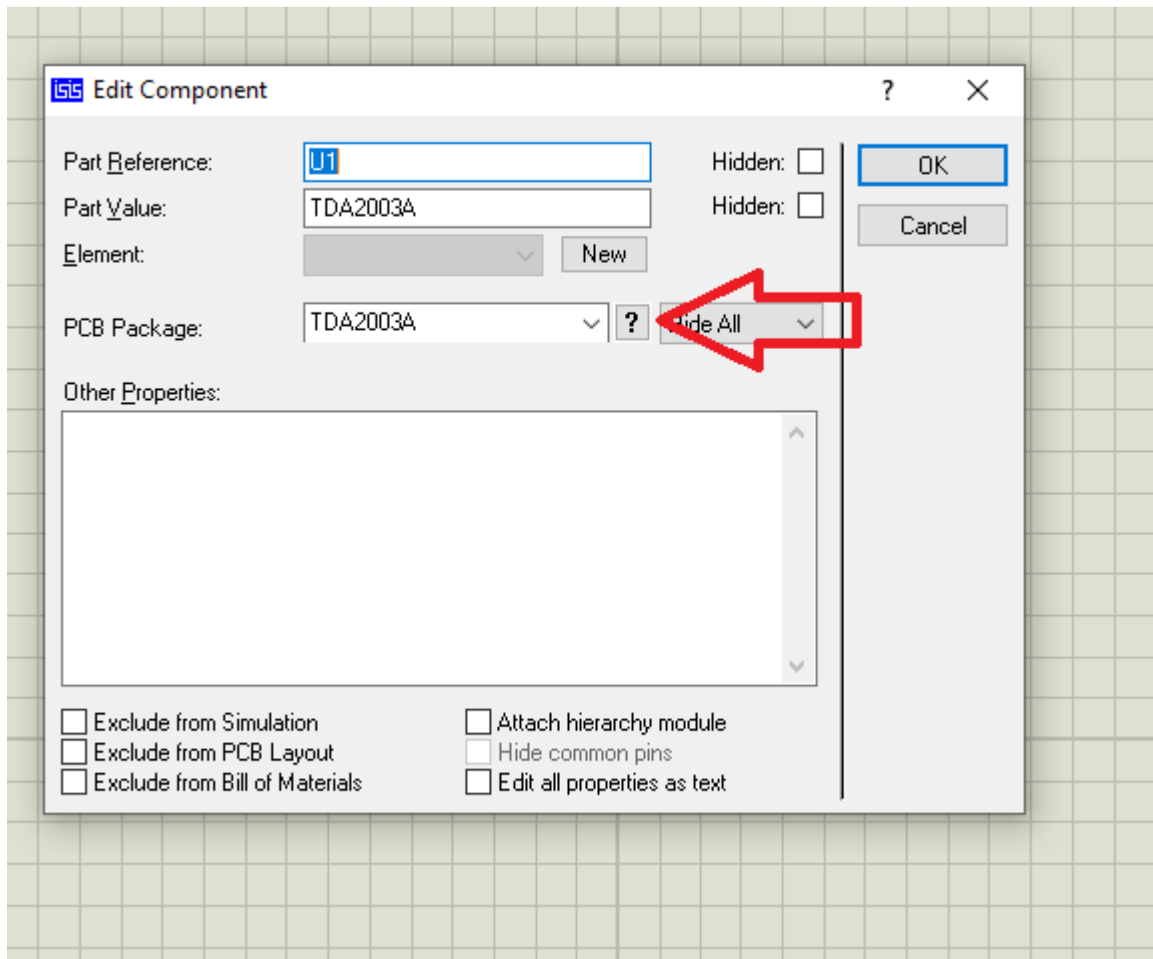 isis Edit Component ? X
Part Reference: U1 Hidden: OK
Part Value: TDA2003A Hidden: Cancel
Element: New
PCB Package: TDA2003A ? Hide All
Other Properties:
Exclude from Simulation Attach hierarchy module
Exclude from PCB Layout Hide common pins
Exclude from Bill of Materials Edit all properties as text